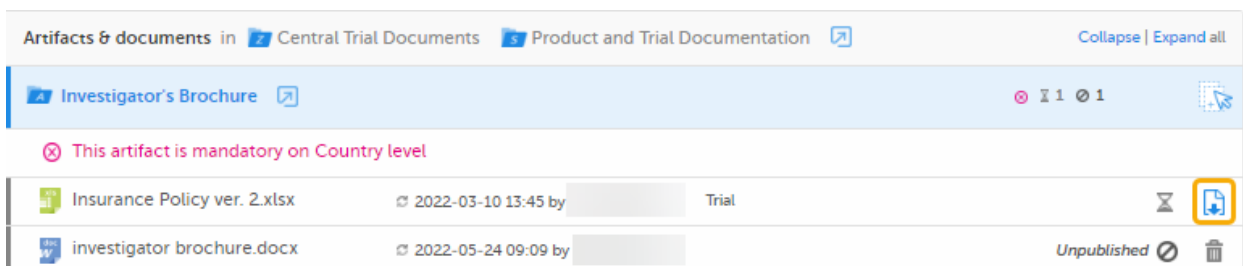 Artifacts & documents in Z Central Trial Documents S Product and Trial Documentation Collapse | Expand all
A Investigator's Brochure 1 1
This artifact is mandatory on Country level
xls Insurance Policy ver. 2.xlsx 2022-03-10 13:45 by Trial
doc W investigator brochure.docx 2022-05-24 09:09 by Unpublished